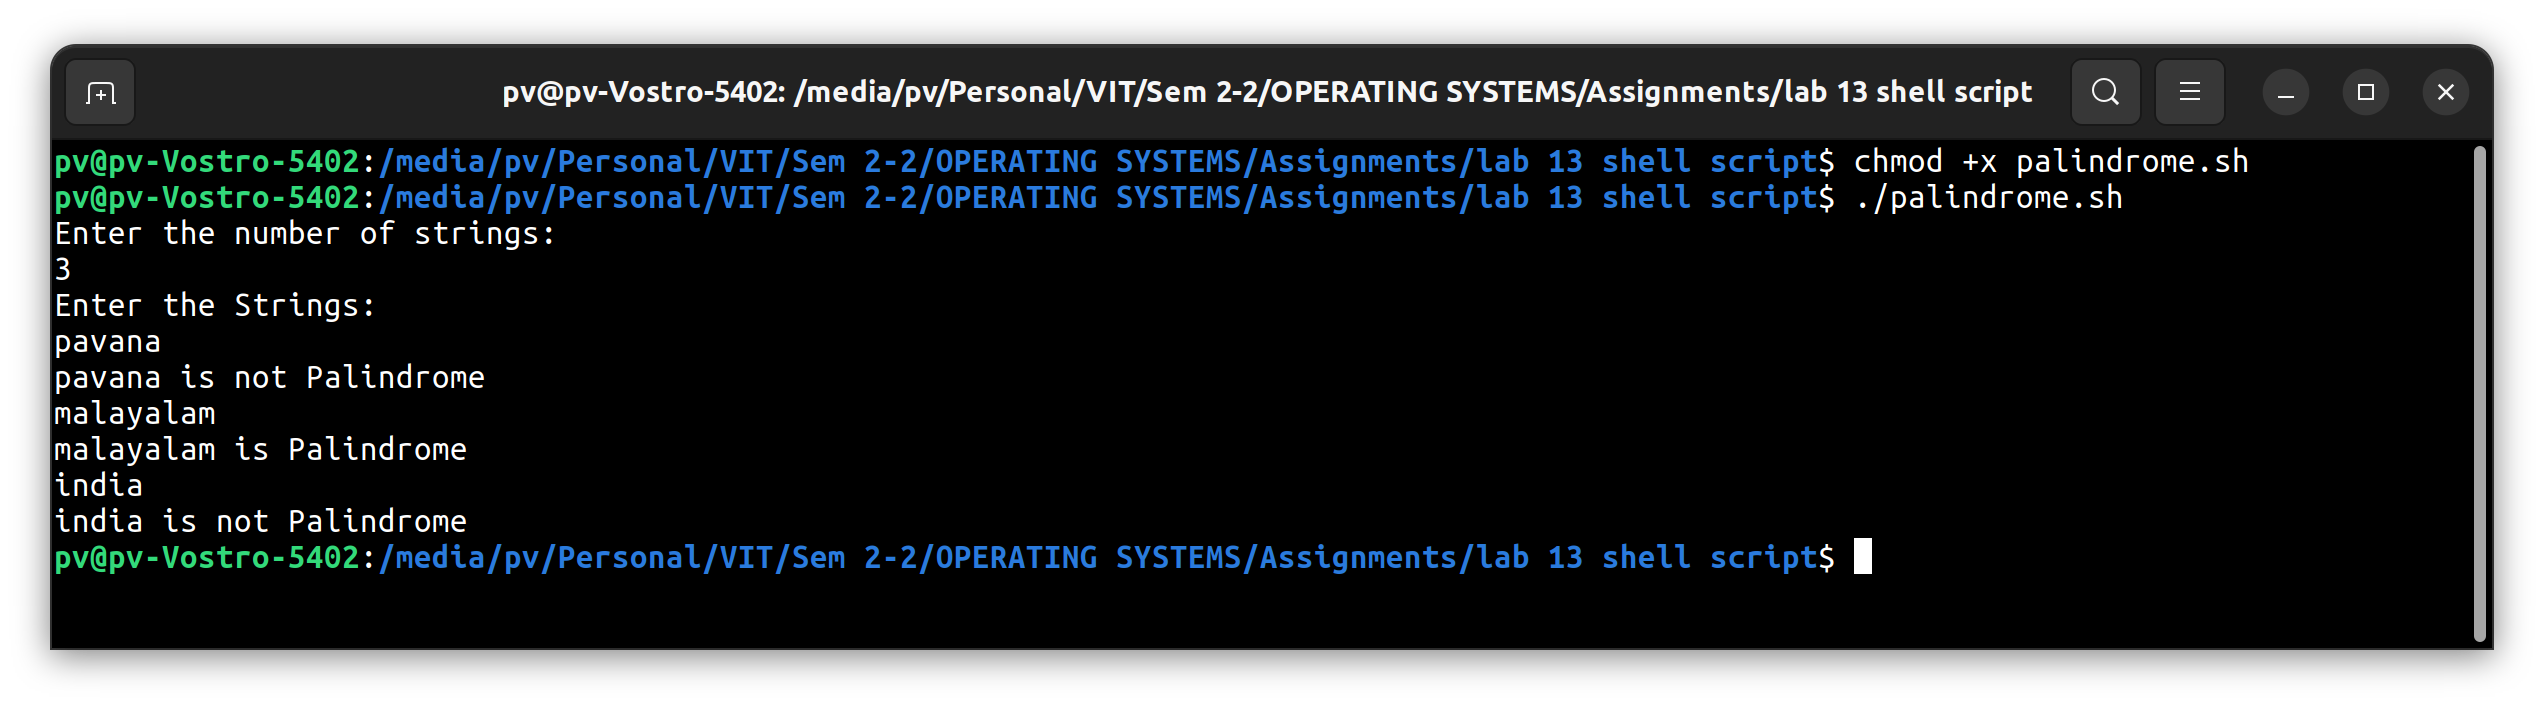 pv@pv-Vostro-5402: /media/pv/Personal/VIT/Sem 2-2/OPERATING SYSTEMS/Assignments/lab 13 shell script
pv@pv-Vostro-5402:/media/pv/Personal/VIT/Sem 2-2/OPERATING SYSTEMS/Assignments/lab 13 shell script$ chmod +x palindrome.sh
pv@pv-Vostro-5402:/media/pv/Personal/VIT/Sem 2-2/OPERATING SYSTEMS/Assignments/lab 13 shell script$ ./palindrome.sh
Enter the number of strings:
3
Enter the Strings:
pavana
pavana is not Palindrome
malayalam
malayalam is Palindrome
india
india is not Palindrome
pv@pv-Vostro-5402:/media/pv/Personal/VIT/Sem 2-2/OPERATING SYSTEMS/Assignments/lab 13 shell script$